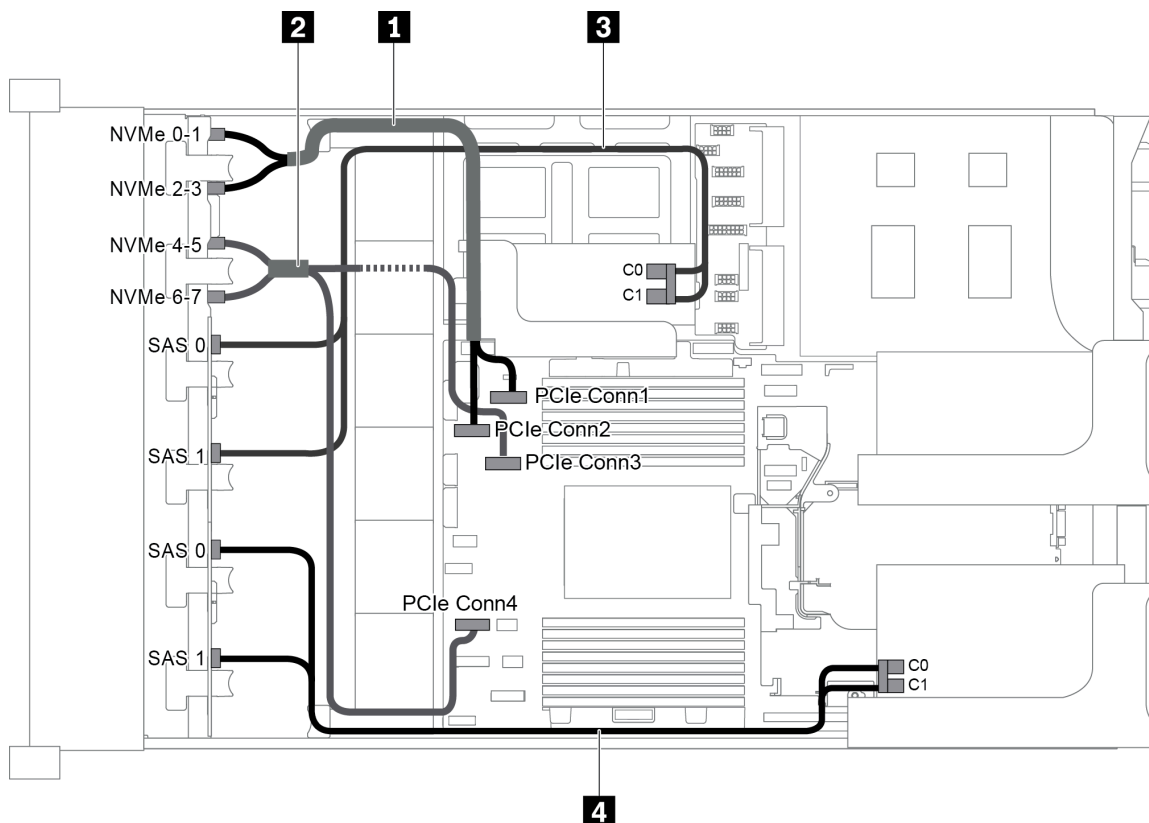 2
1
3
NVMe 0-1
NVMe 2-3
NVMe 4-5
NVMe 6-7
C0
C1
SAS 0
PCIe Conn1
PCIe Conn2
SAS 1
PCIe Conn3
SAS 0
PCIe Conn4
SAS 1
C0
C1
4